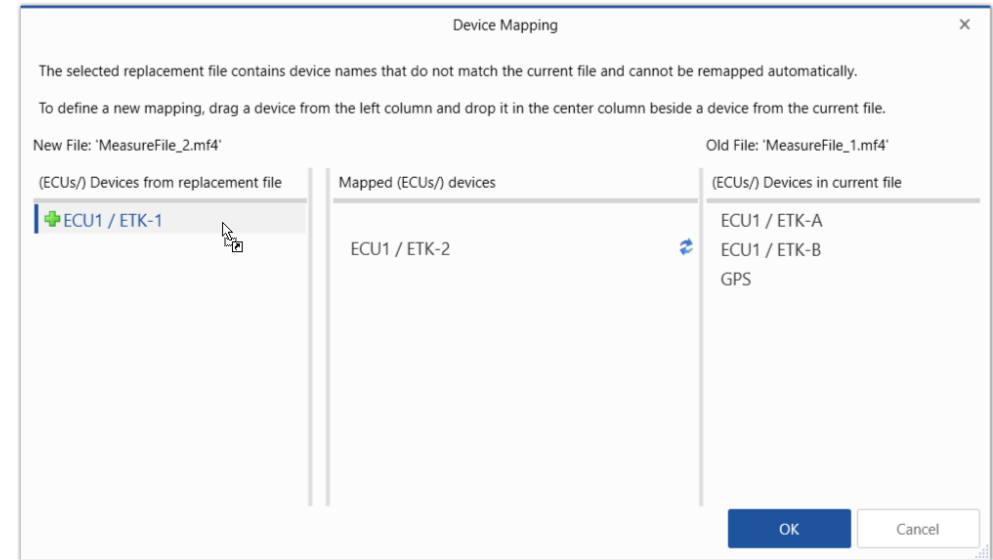 Device Mapping
The selected replacement file contains device names that do not match the current file and cannot be remapped automatically.
To define a new mapping, drag a device from the left column and drop it in the center column beside a device from the current file.
New File: 'MeasureFile_2.mf4'
Old File: 'MeasureFile_1.mf4'
(ECUs/) Devices from replacement file
Mapped (ECUs/) devices
(ECUs/) Devices in current file
ECU1 / ETK-1
ECU1 / ETK-A
ECU1 / ETK-2
ECU1 / ETK-B
GPS
OK
Cancel